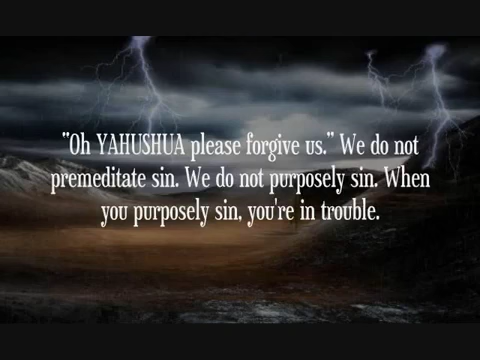 "Oh YAHUSHUA please forgive us." We do not
premeditate sin. We do not purposely sin. When
you purposely sin, you're in trouble.